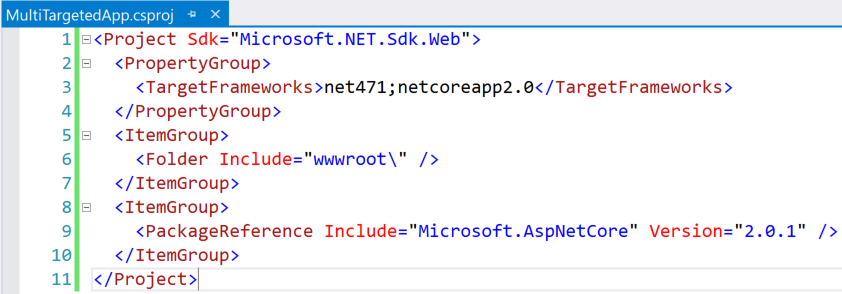 MultiTargetedApp.csproj
1 <Project Sdk="Microsoft.NET.Sdk.Web">
2 <PropertyGroup>
3 <TargetFrameworks>net471;netcoreapp2.0</TargetFrameworks>
4 </PropertyGroup>
5 <ItemGroup>
6 <Folder Include="wwwroot\" />
7 </ItemGroup>
8 <ItemGroup>
9 <PackageReference Include="Microsoft.AspNetCore" Version="2.0.1" />
10 </ItemGroup>
11 </Project>